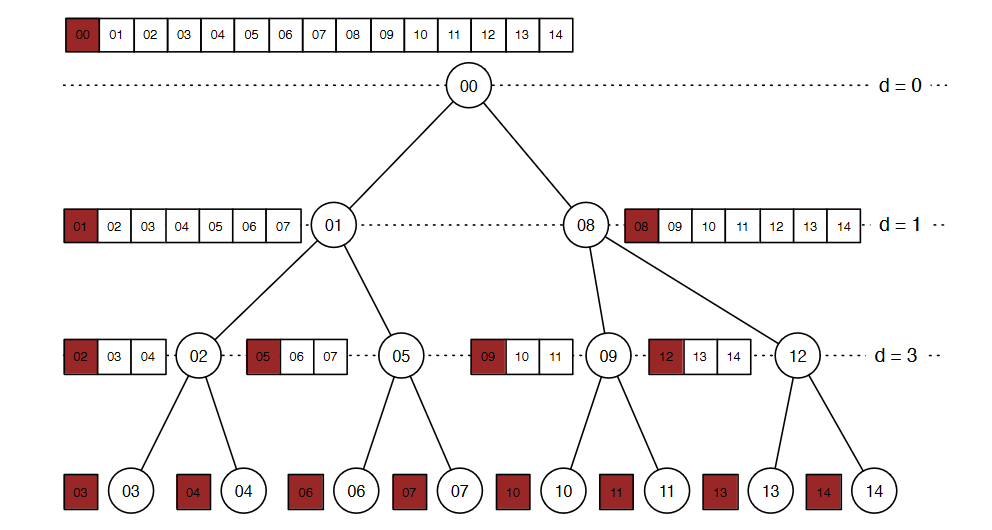 00 01 02 03 04 05 06 07 08 09 10 11 12 13 14
00 d = 0
01 02 03 04 05 06 07 01 08 08 09 10 11 12 13 14 d = 1
02 03 04 02 05 06 07 05 09 10 11 09 12 13 14 12 d = 3
03 03 04 04 06 06 07 07 10 10 11 11 13 13 14 14